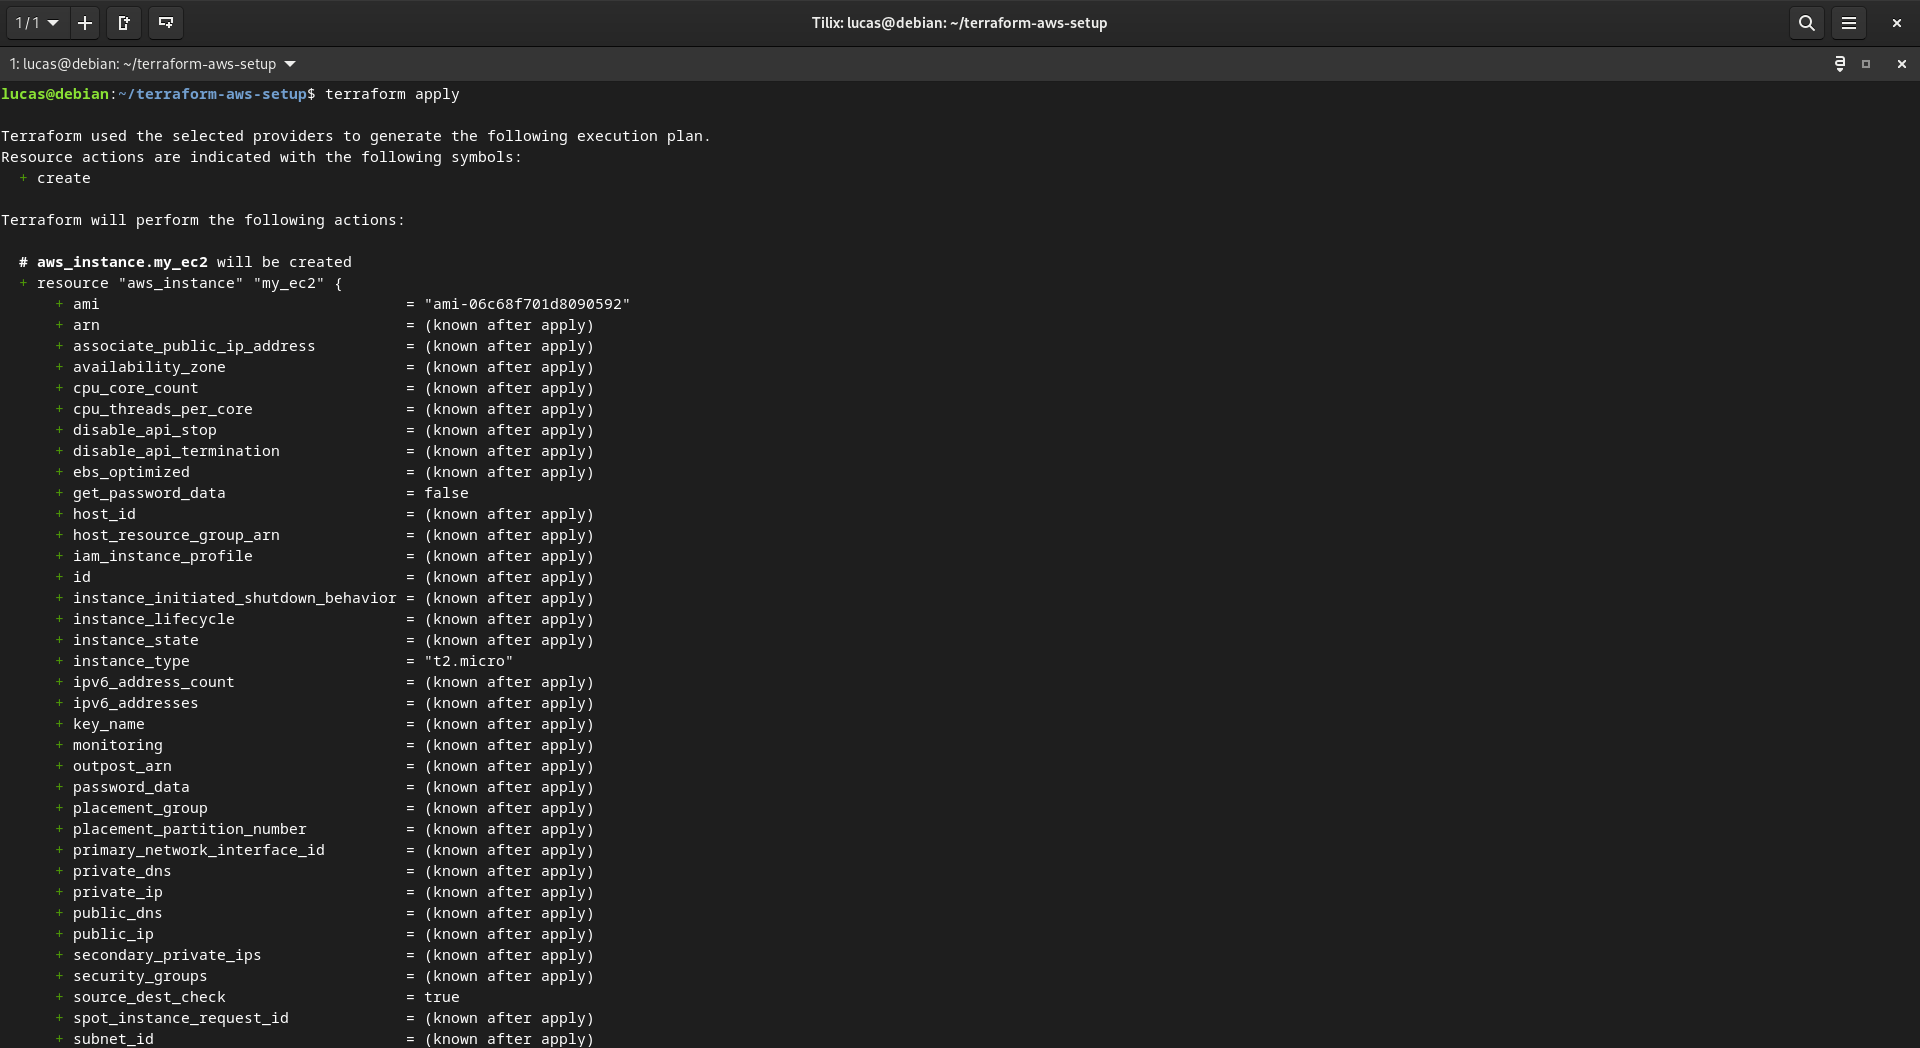 1 / 1
Tilix: lucas@debian: ~/terraform-aws-setup
1: lucas@debian: ~/terraform-aws-setup
lucas@debian:~/terraform-aws-setup$ terraform apply
Terraform used the selected providers to generate the following execution plan.
Resource actions are indicated with the following symbols:
  + create
Terraform will perform the following actions:
  # aws_instance.my_ec2 will be created
  + resource "aws_instance" "my_ec2" {
      + ami                                  = "ami-06c68f701d8090592"
      + arn                                  = (known after apply)
      + associate_public_ip_address          = (known after apply)
      + availability_zone                    = (known after apply)
      + cpu_core_count                       = (known after apply)
      + cpu_threads_per_core                 = (known after apply)
      + disable_api_stop                     = (known after apply)
      + disable_api_termination              = (known after apply)
      + ebs_optimized                        = (known after apply)
      + get_password_data                    = false
      + host_id                              = (known after apply)
      + host_resource_group_arn              = (known after apply)
      + iam_instance_profile                 = (known after apply)
      + id                                   = (known after apply)
      + instance_initiated_shutdown_behavior = (known after apply)
      + instance_lifecycle                   = (known after apply)
      + instance_state                       = (known after apply)
      + instance_type                        = "t2.micro"
      + ipv6_address_count                   = (known after apply)
      + ipv6_addresses                       = (known after apply)
      + key_name                             = (known after apply)
      + monitoring                           = (known after apply)
      + outpost_arn                          = (known after apply)
      + password_data                        = (known after apply)
      + placement_group                      = (known after apply)
      + placement_partition_number           = (known after apply)
      + primary_network_interface_id         = (known after apply)
      + private_dns                          = (known after apply)
      + private_ip                           = (known after apply)
      + public_dns                           = (known after apply)
      + public_ip                            = (known after apply)
      + secondary_private_ips                = (known after apply)
      + security_groups                      = (known after apply)
      + source_dest_check                    = true
      + spot_instance_request_id             = (known after apply)
      + subnet_id                            = (known after apply)